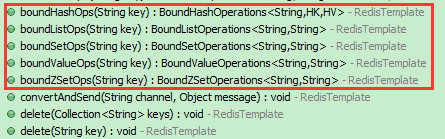 boundHashOps(String key) : BoundHashOperations<String,HK,HV> - RedisTemplate
boundListOps(String key) : BoundListOperations<String,String> - RedisTemplate
boundSetOps(String key) : BoundSetOperations<String,String> - RedisTemplate
boundValueOps(String key) : BoundValueOperations<String,String> - RedisTemplate
boundZSetOps(String key) : BoundZSetOperations<String,String> - RedisTemplate
convertAndSend(String channel, Object message) : void - RedisTemplate
delete(Collection<String> keys) : void - RedisTemplate
delete(String key) : void - RedisTemplate